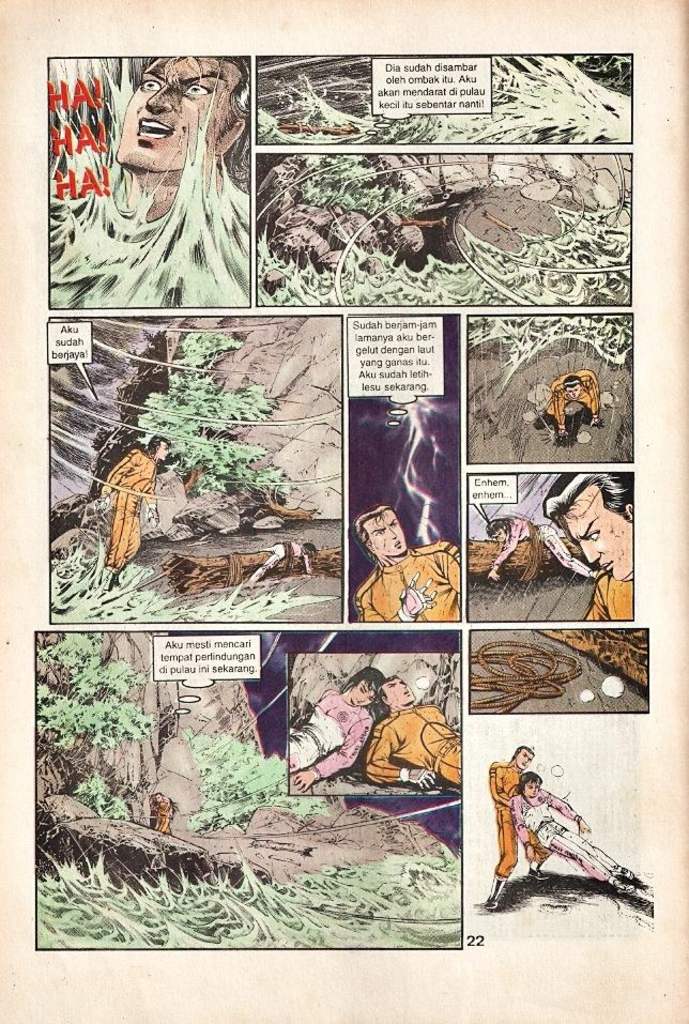 HA!
HA!
HA!
Dia sudah disambar
oleh ombak itu. Aku
akan mendarat di pulau
kecil itu sebentar nanti!
Aku
sudah
berjaya!
Sudah berjam-jam
lamanya aku ber-
gelut dengan laut
yang ganas itu.
Aku sudah letih-
lesu sekarang.
Enhem,
enhem...
Aku mesti mencari
tempat perlindungan
di pulau ini sekarang.
22